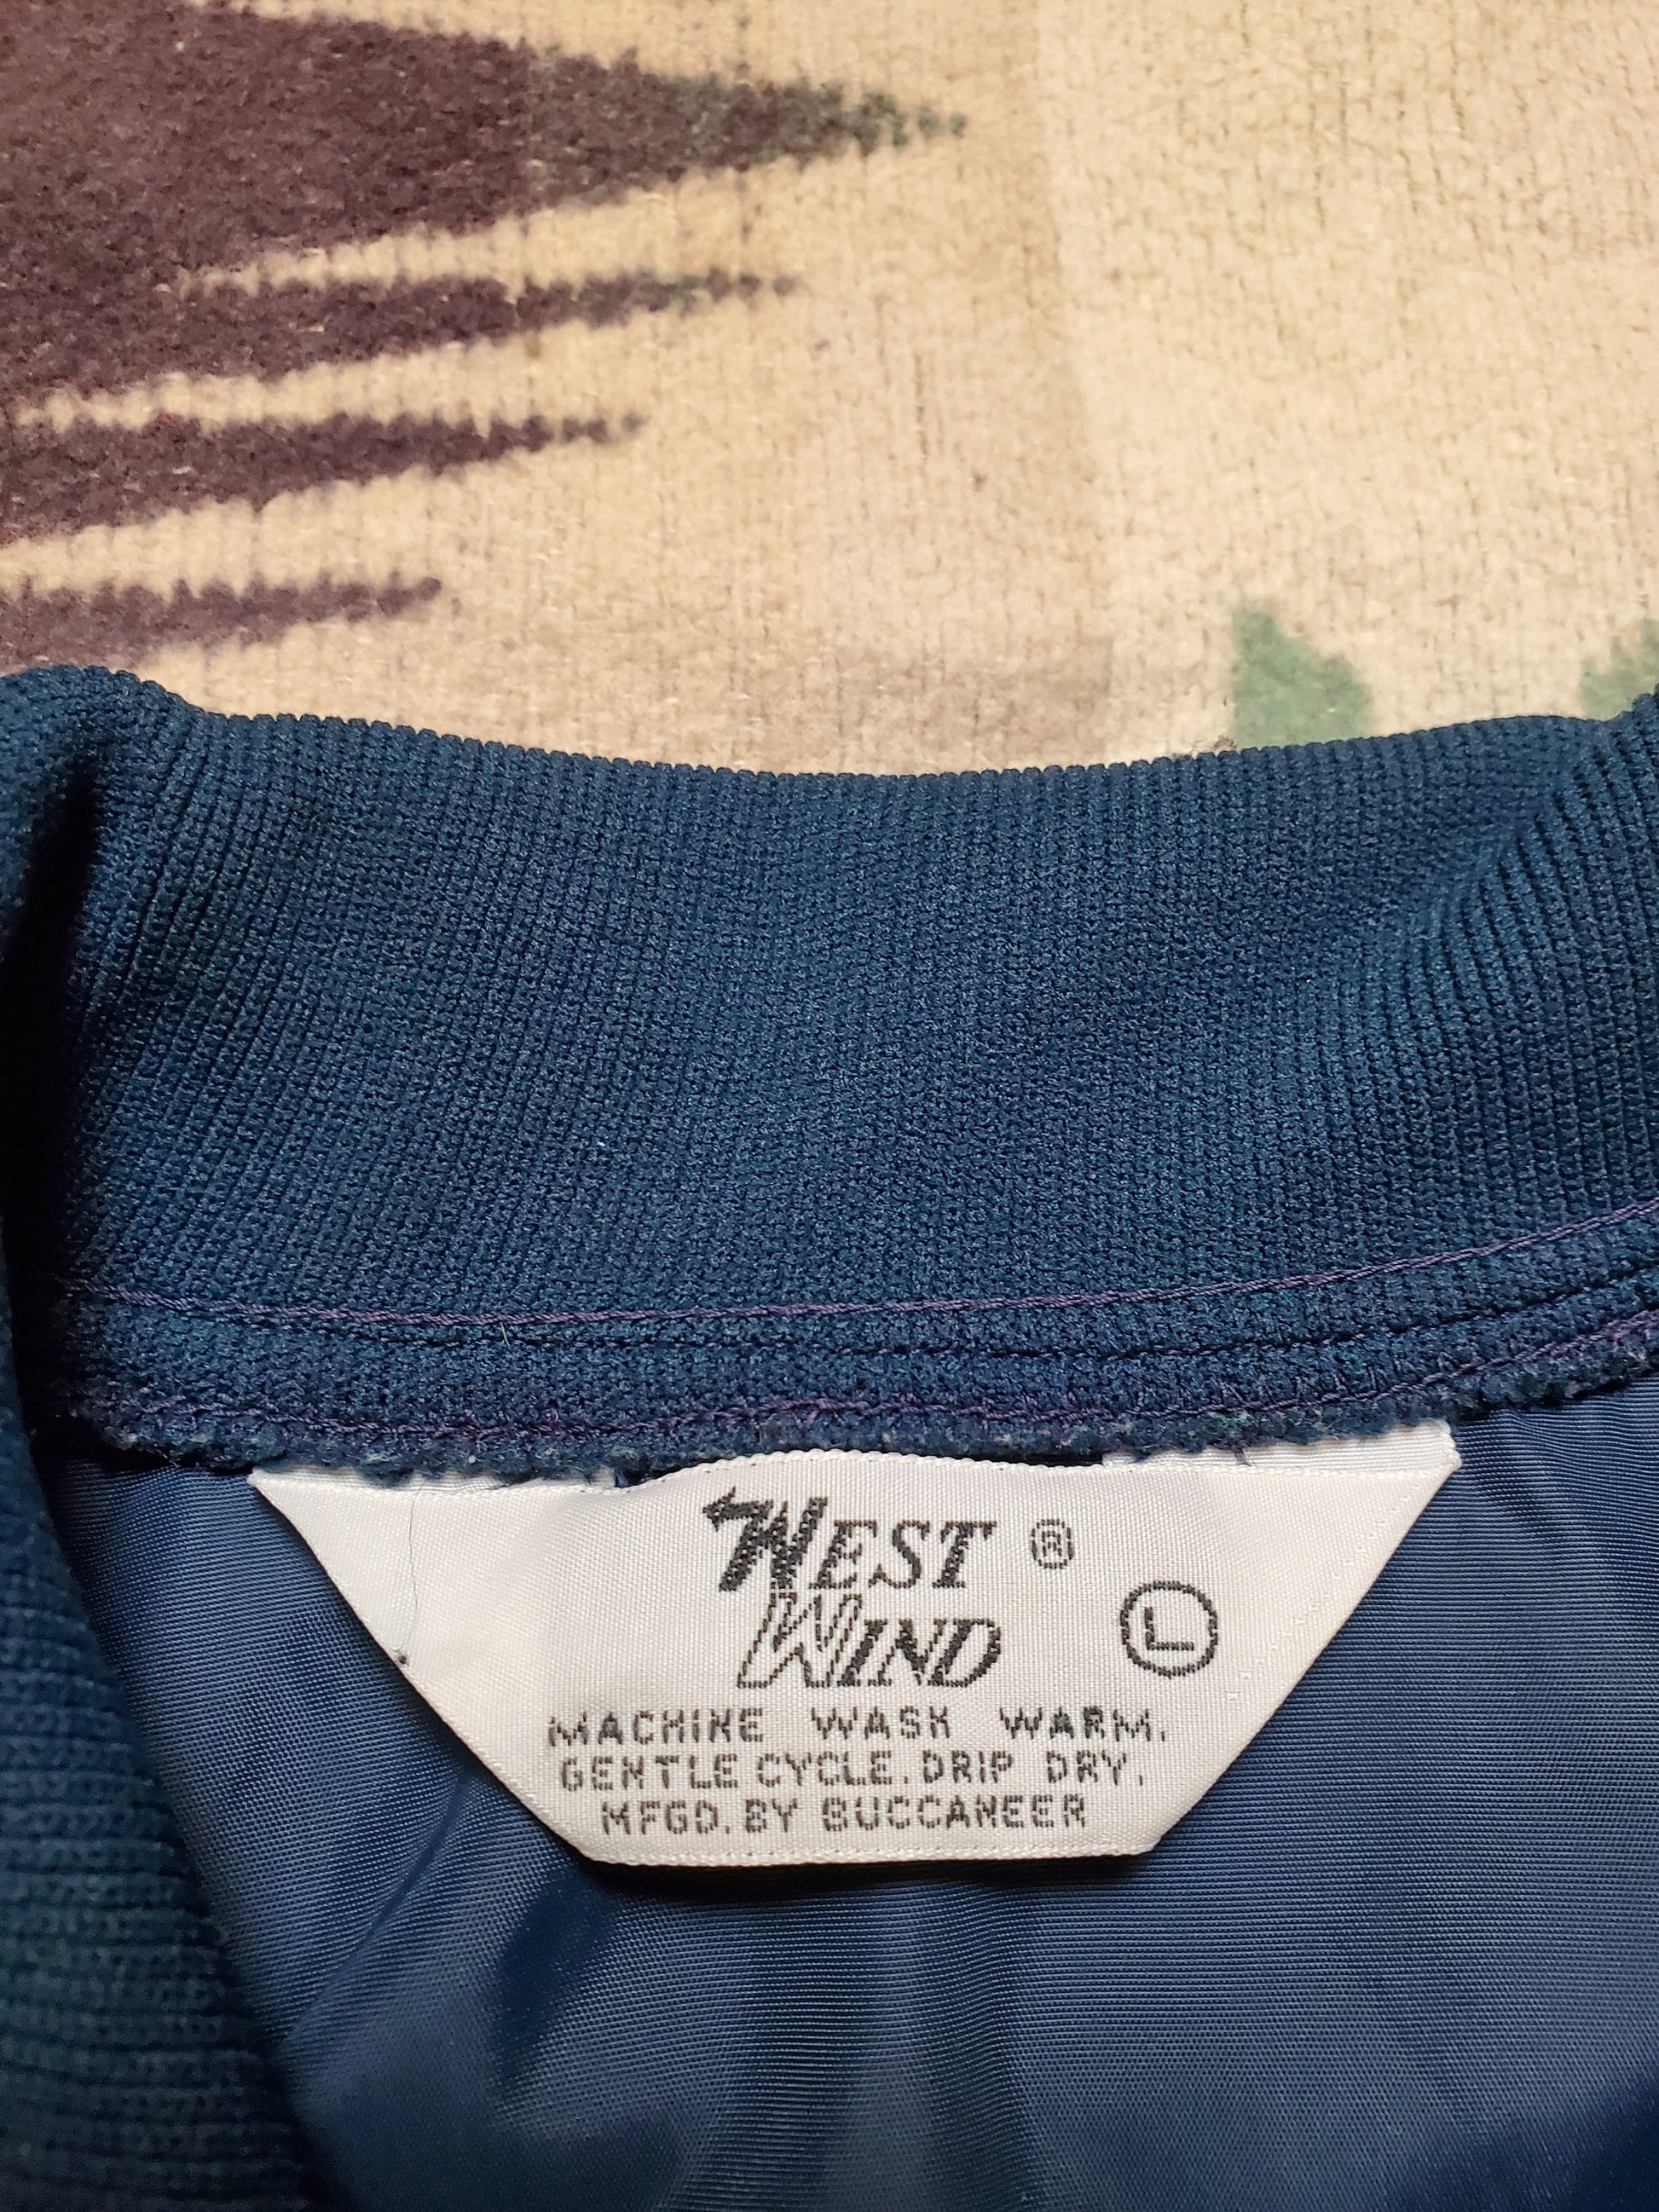 WEST ®
WIND
L
MACHINE WASH WARM.
GENTLE CYCLE. DRIP DRY.
MFGD. BY BUCCANEER